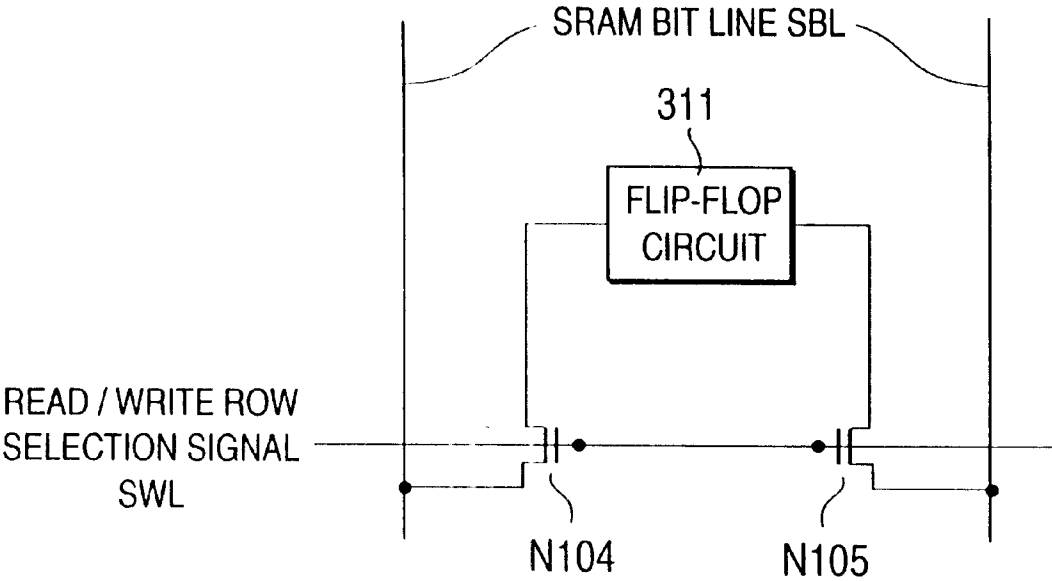 SRAM BIT LINE SBL
311
FLIP-FLOP
CIRCUIT
READ / WRITE ROW
SELECTION SIGNAL
SWL
N104
N105